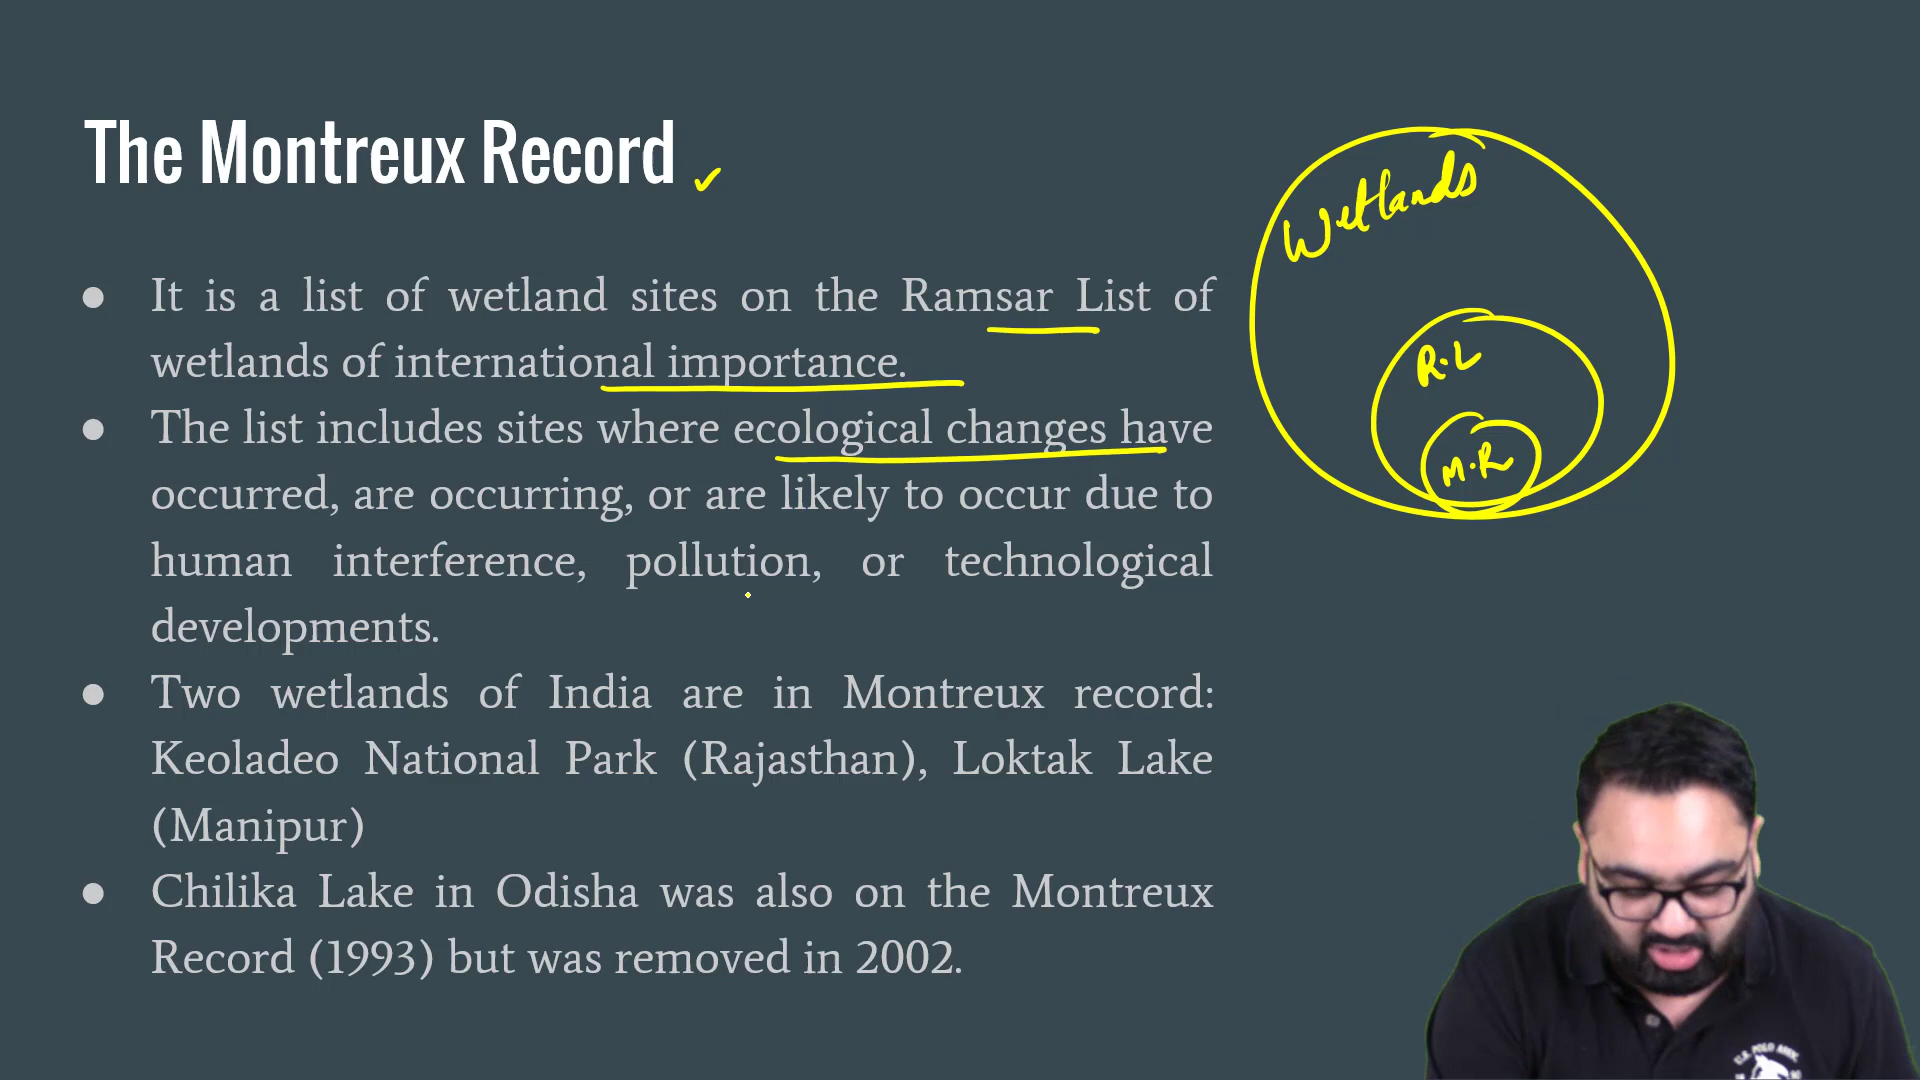 The Montreux Record
It is a list of wetland sites on the Ramsar List of
wetlands of international importance.
The list includes sites where ecological changes have
occurred, are occurring, or are likely to occur due to
human interference, pollution, or technological
developments.
Two wetlands of India are in Montreux record:
Keoladeo National Park (Rajasthan), Loktak Lake
(Manipur)
Chilika Lake in Odisha was also on the Montreux
Record (1993) but was removed in 2002.
Wetlands
R.L
M.R
U.S. POLO ASSN.